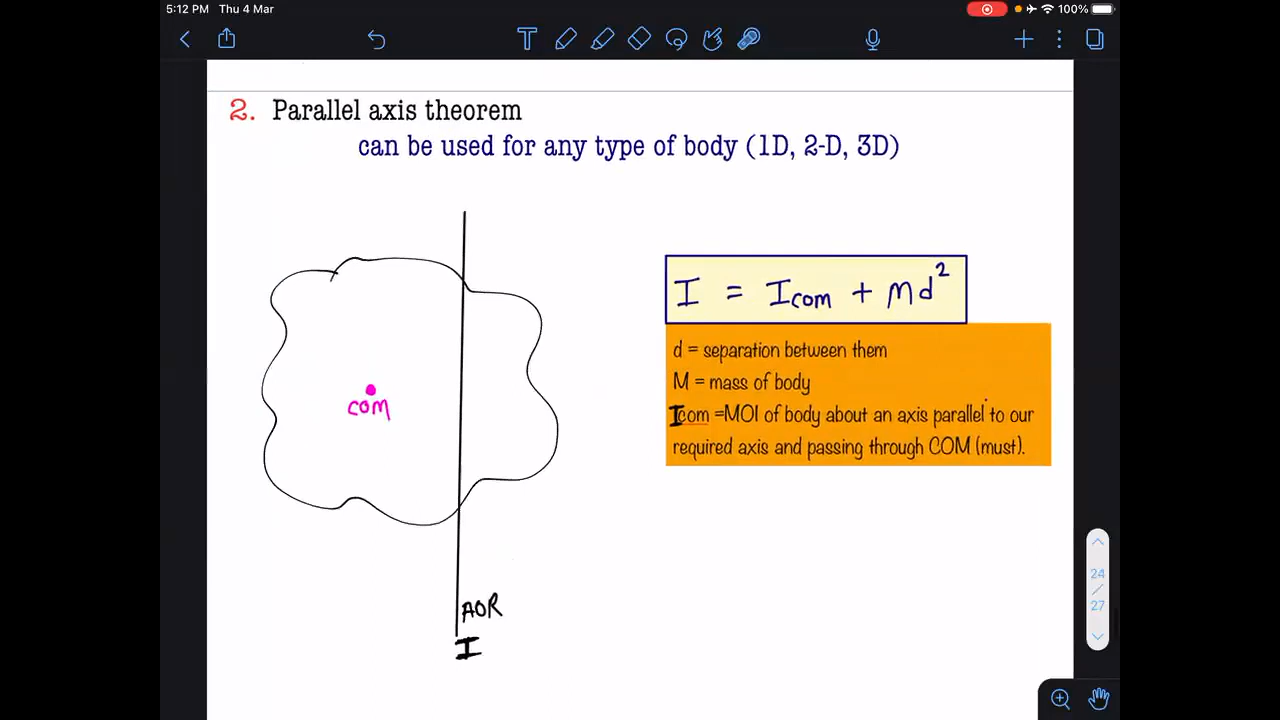 5:12 PM Thu 4 Mar
100%
T
2. Parallel axis theorem
can be used for any type of body (1D, 2-D, 3D)
I = Icom + Md²
d = separation between them
M = mass of body
Icom =MOI of body about an axis parallel to our
required axis and passing through COM (must).
com
AOR
I
24
/
27